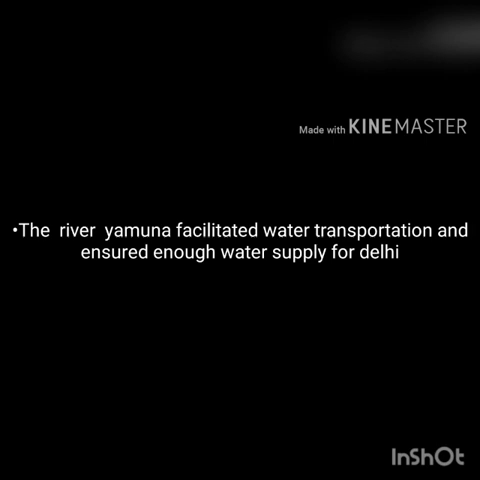 Made with KINEMASTER
•The river yamuna facilitated water transportation and
ensured enough water supply for delhi
InShOt